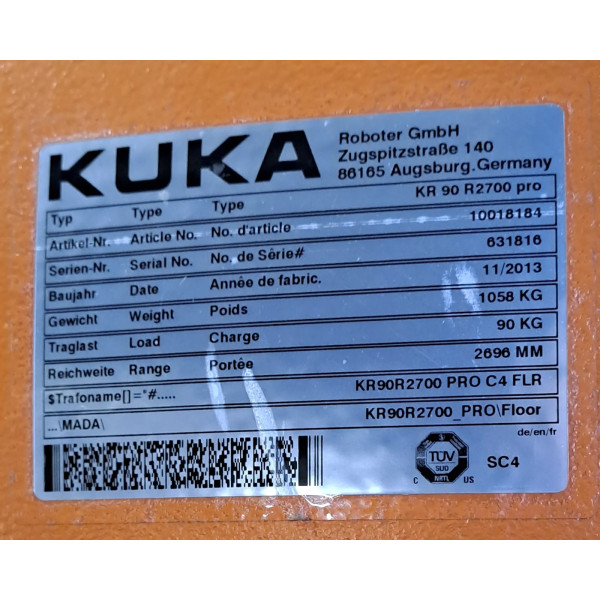 KUKA
Roboter GmbH
Zugspitzstraße 140
86165 Augsburg.Germany
Typ Type Type KR 90 R2700 pro
Artikel-Nr. Article No. No. d'article 10018184
Serien-Nr. Serial No. No. de Série# 631816
Baujahr Date Année de fabric. 11/2013
Gewicht Weight Poids 1058 KG
Traglast Load Charge 90 KG
Reichweite Range Portée 2696 MM
$Trafoname[]="#..... KR90R2700 PRO C4 FLR
...\MADA\ KR90R2700_PRO\Floor
de/en/fr
TÜV
SUD
NRTL
C US
SC4